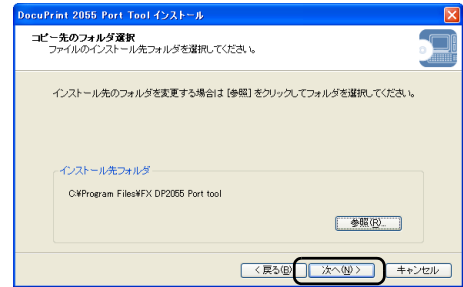 DocuPrint 2055 Port Tool インストール
コピー先のフォルダ選択
ファイルのインストール先フォルダを選択してください。
インストール先のフォルダを変更する場合は [参照] をクリックしてフォルダを選択してください。
インストール先フォルダ
C:¥Program Files¥FX DP2055 Port tool
参照(R)...
< 戻る(B) 次へ(N) > キャンセル